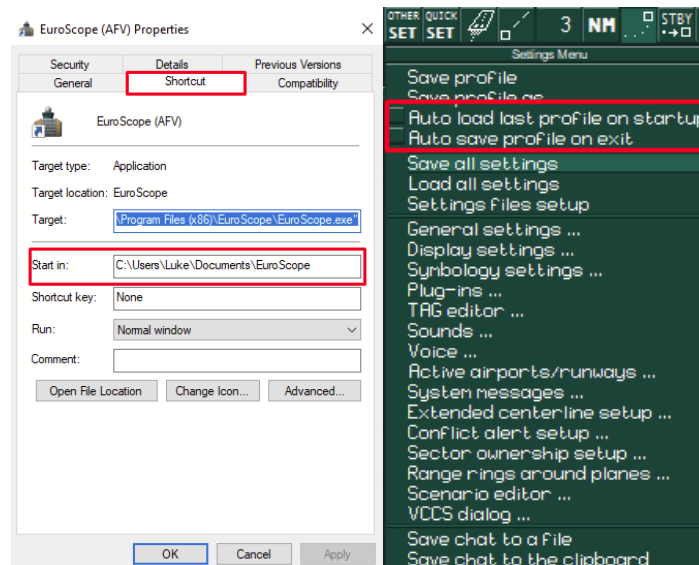 EuroScope (AFV) Properties
Security Details Previous Versions
General Shortcut Compatibility
EuroScope (AFV)
Target type: Application
Target location: EuroScope
Target: \Program Files (x86)\EuroScope\EuroScope.exe"
Start in: C:\Users\Luke\Documents\EuroScope
Shortcut key: None
Run: Normal window
Comment:
Open File Location Change Icon... Advanced...
OK Cancel Apply
OTHER SET QUICK SET 3 NM STBY
Settings Menu
Save profile
Save profile as
Auto load last profile on startup
Auto save profile on exit
Save all settings
Load all settings
Settings files setup
General settings ...
Display settings ...
Symbology settings ...
Plug-ins ...
TAG editor ...
Sounds ...
Voice ...
Active airports/runways ...
System messages ...
Extended centerline setup ...
Conflict alert setup ...
Sector ownership setup ...
Range rings around planes ...
Scenario editor ...
VCCS dialog ...
Save chat to a file
Save chat to the clipboard